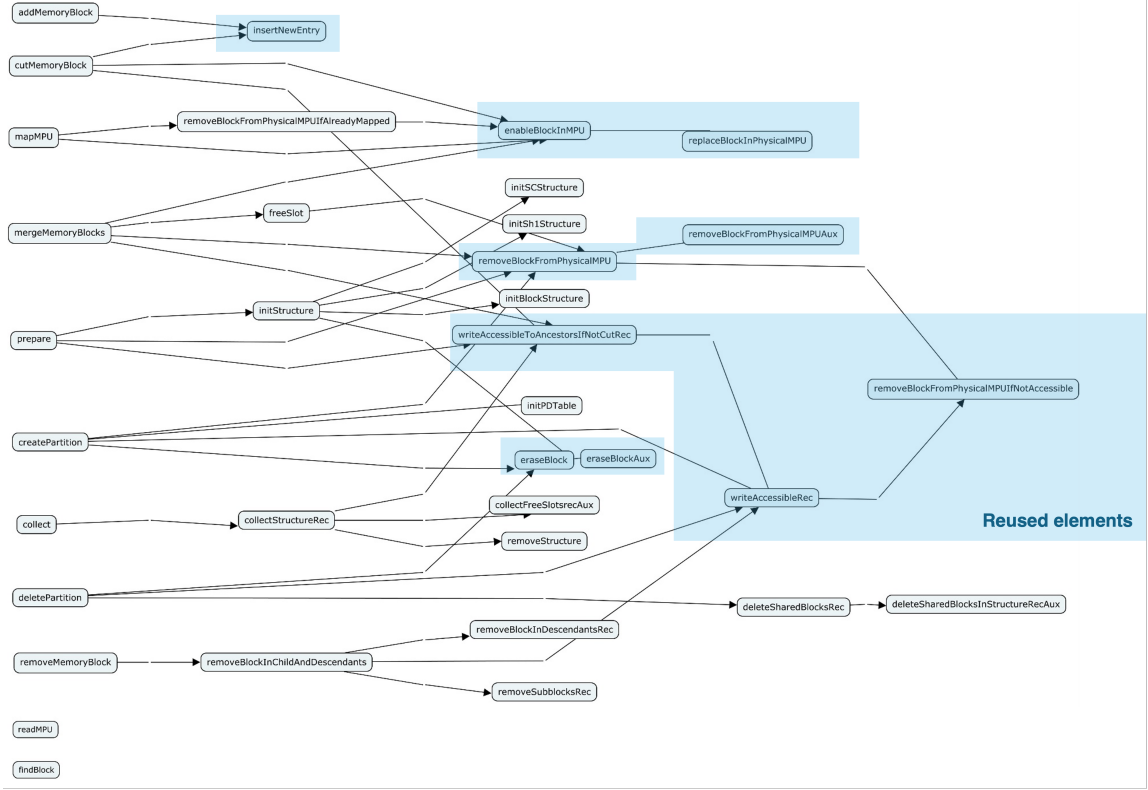 addMemoryBlock
insertNewEntry
cutMemoryBlock
removeBlockFromPhysicalMPUIfAlreadyMapped
enableBlockInMPU
mapMPU
replaceBlockInPhysicalMPU
initSCStructure
freeSlot
initSh1Structure
mergeMemoryBlocks
removeBlockFromPhysicalMPUAux
removeBlockFromPhysicalMPU
initBlockStructure
initStructure
writeAccessibleToAncestorsIfNotCutRec
prepare
removeBlockFromPhysicalMPUIfNotAccessible
initPDTable
createPartition
eraseBlock
eraseBlockAux
writeAccessibleRec
collectFreeSlotsrecAux
collectStructureRec
collect
Reused elements
removeStructure
deletePartition
deleteSharedBlocksRec
deleteSharedBlocksInStructureRecAux
removeBlockInDescendantsRec
removeMemoryBlock
removeBlockInChildAndDescendants
removeSubblocksRec
readMPU
findBlock